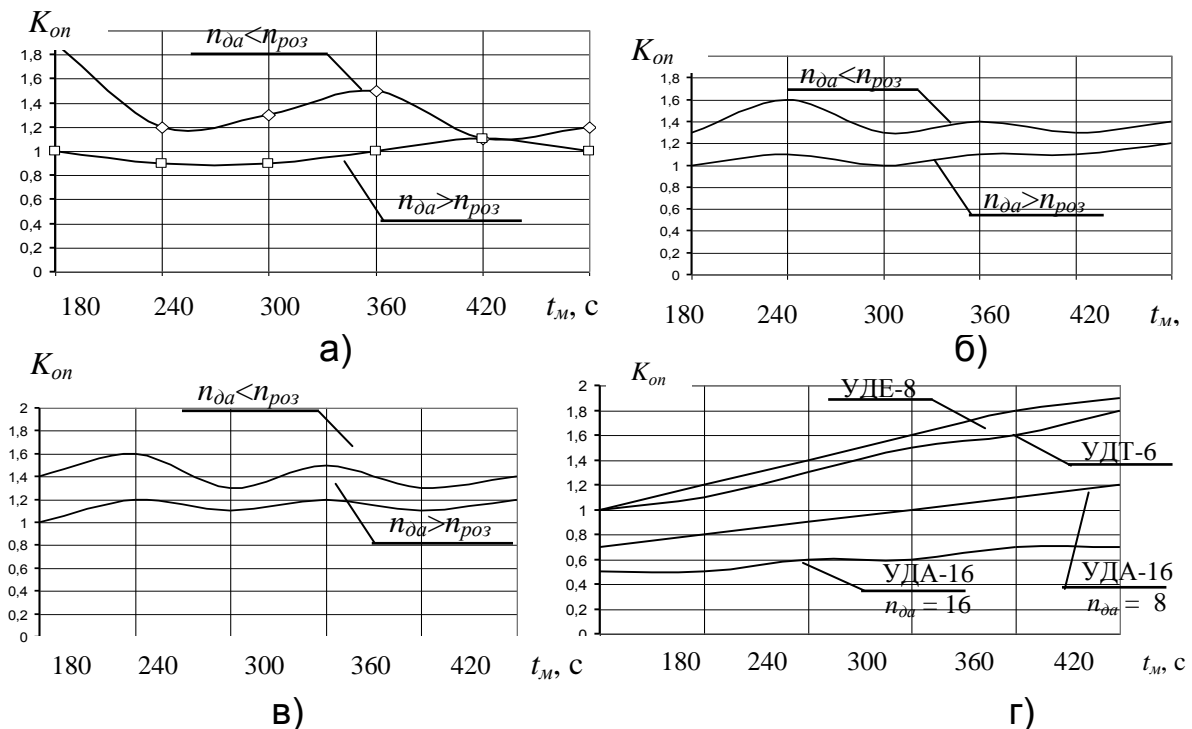 K_оп
n_да<n_роз
1,8
1,6
1,4
1,2
1
0,8
0,6
0,4
0,2
0
n_да>n_роз
180 240 300 360 420 t_м, с
а)
K_оп
n_да<n_роз
1,8
1,6
1,4
1,2
1
0,8
0,6
0,4
0,2
0
n_да>n_роз
180 240 300 360 420 t_м,
б)
K_оп
n_да<n_роз
2
1,8
1,6
1,4
1,2
1
0,8
0,6
0,4
0,2
0
n_да>n_роз
180 240 300 360 420 t_м, с
в)
K_оп
2
1,8
1,6
1,4
1,2
1
0,8
0,6
0,4
0,2
0
УДЕ-8
УДТ-6
УДА-16
n_да = 16
УДА-16
n_да = 8
180 240 300 360 420 t_м, с
г)